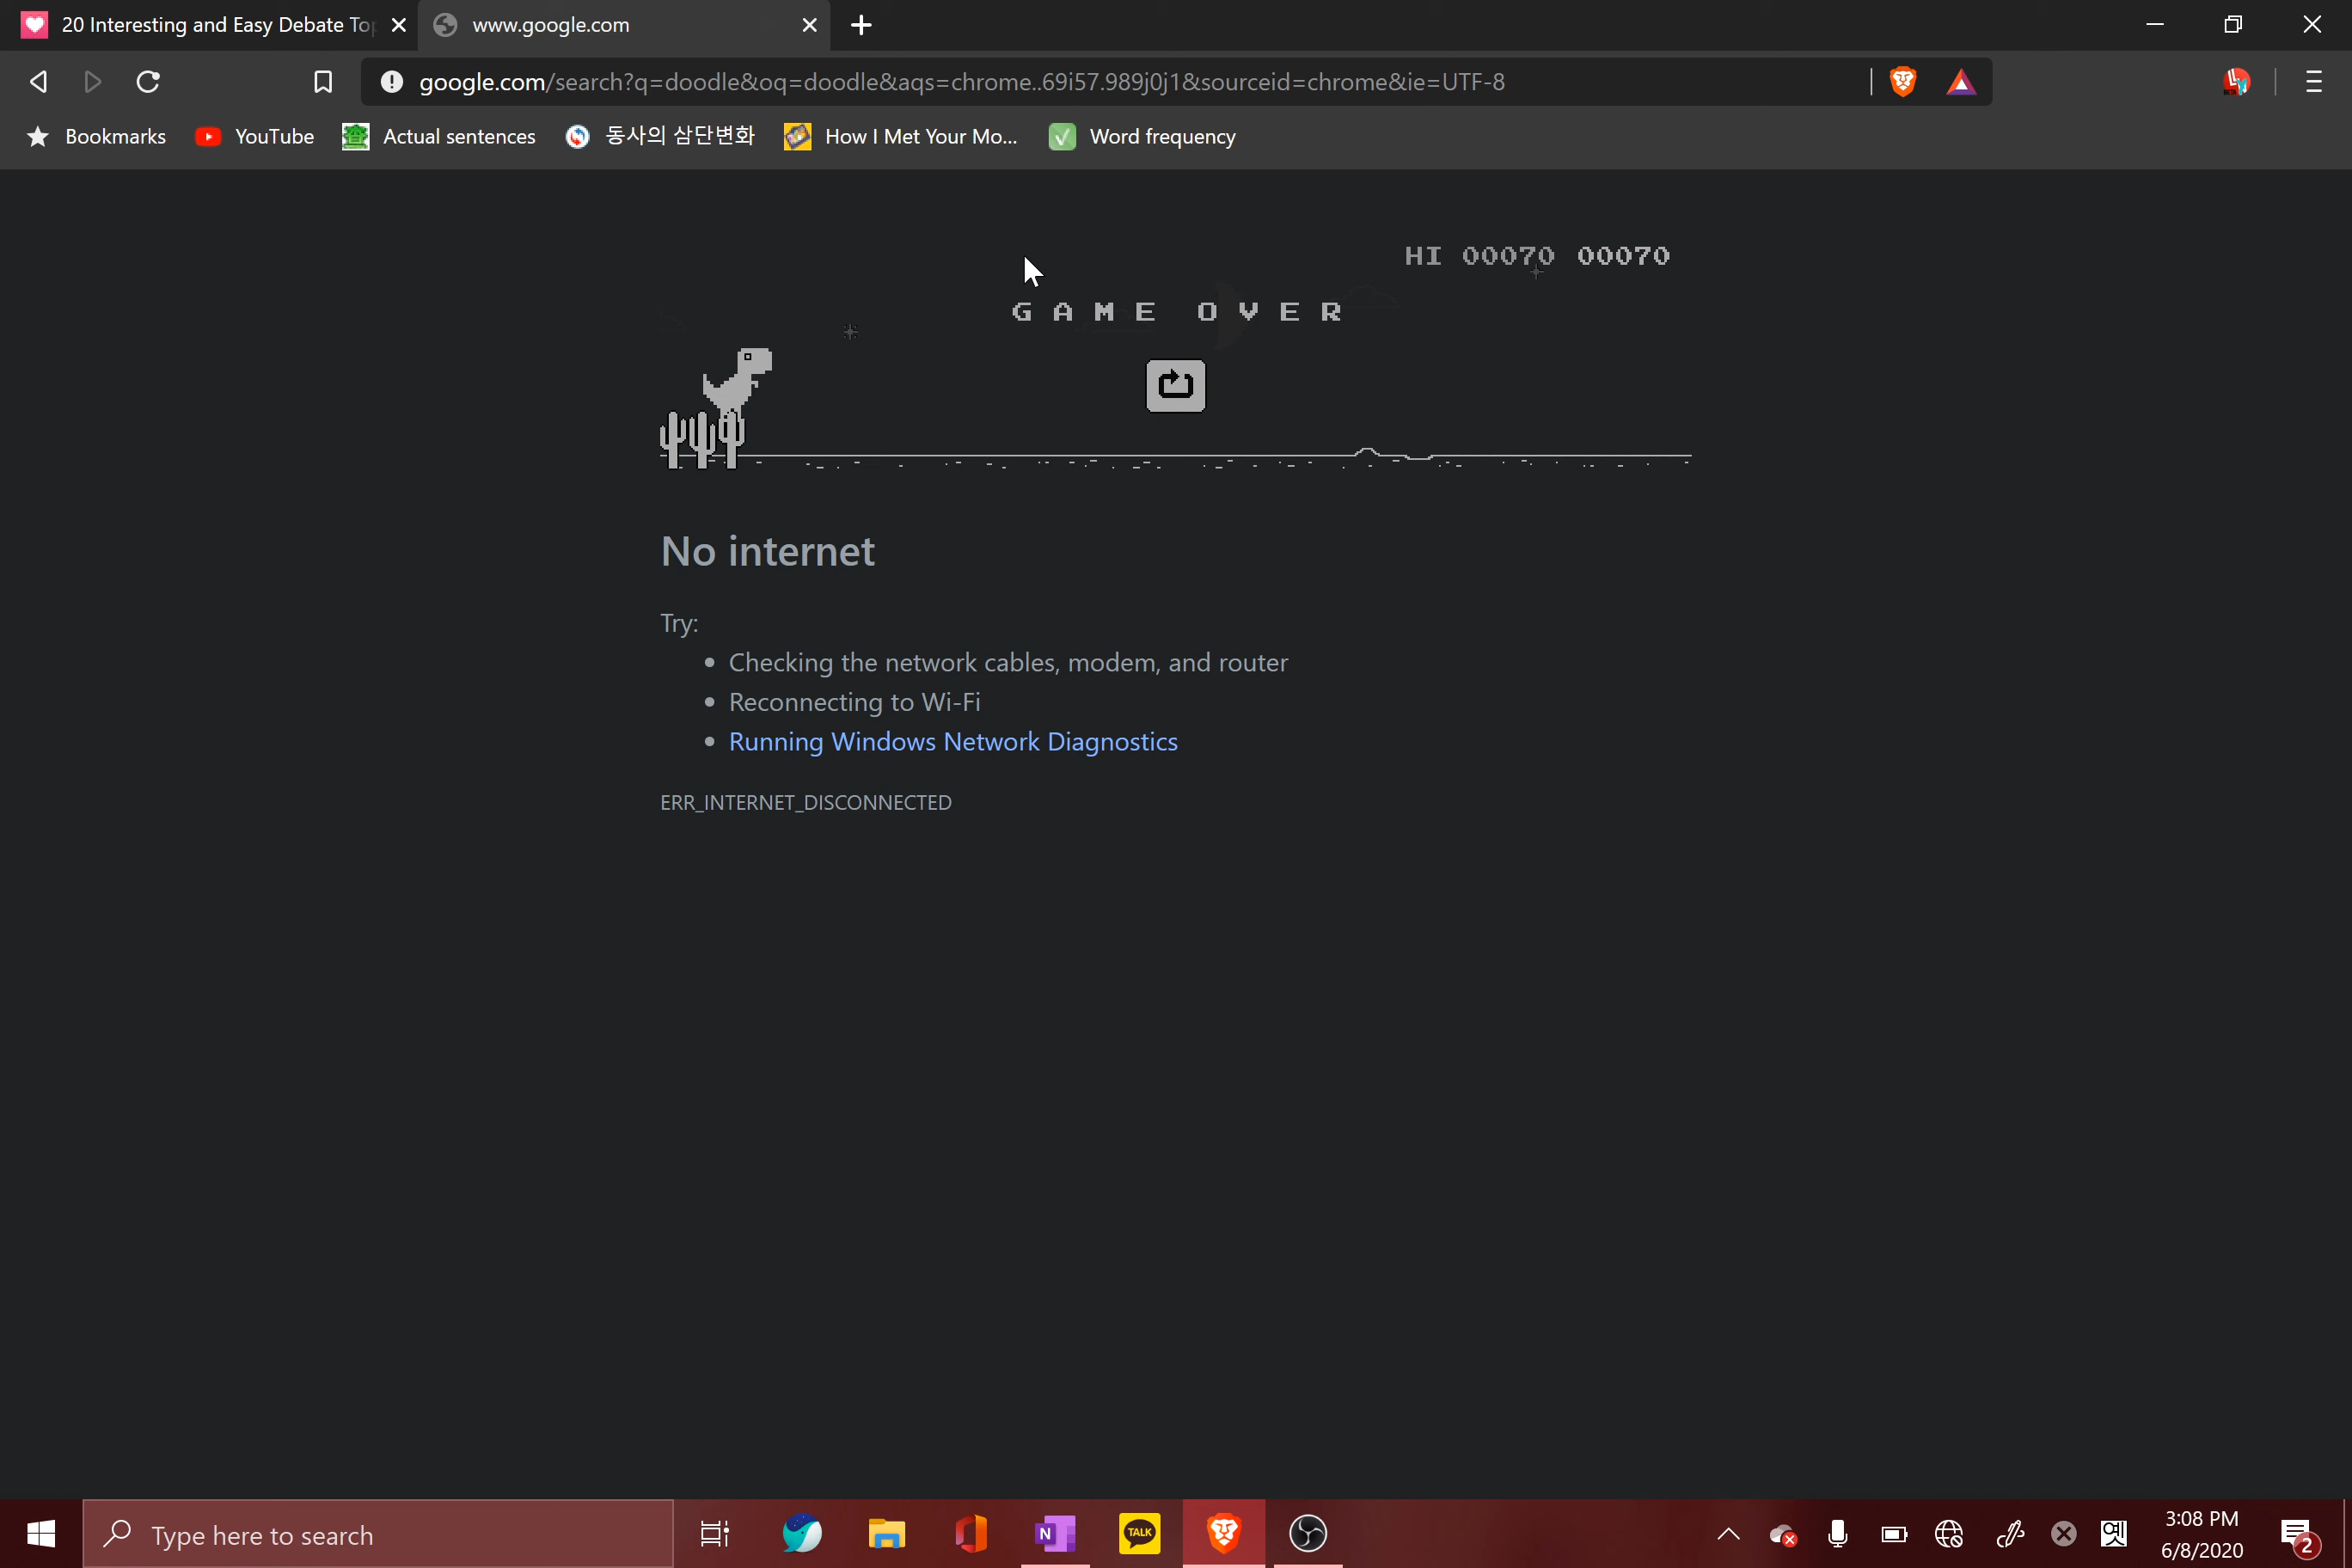 20 Interesting and Easy Debate To
www.google.com
google.com/search?q=doodle&oq=doodle&aqs=chrome..69i57.989j0j1&sourceid=chrome&ie=UTF-8
Bookmarks YouTube Actual sentences 동사의 삼단변화 How I Met Your Mo... Word frequency
HI 00070 00070
GAME OVER
No internet
Try:
Checking the network cables, modem, and router
Reconnecting to Wi-Fi
Running Windows Network Diagnostics
ERR_INTERNET_DISCONNECTED
Type here to search
N
TALK
3:08 PM
6/8/2020
2